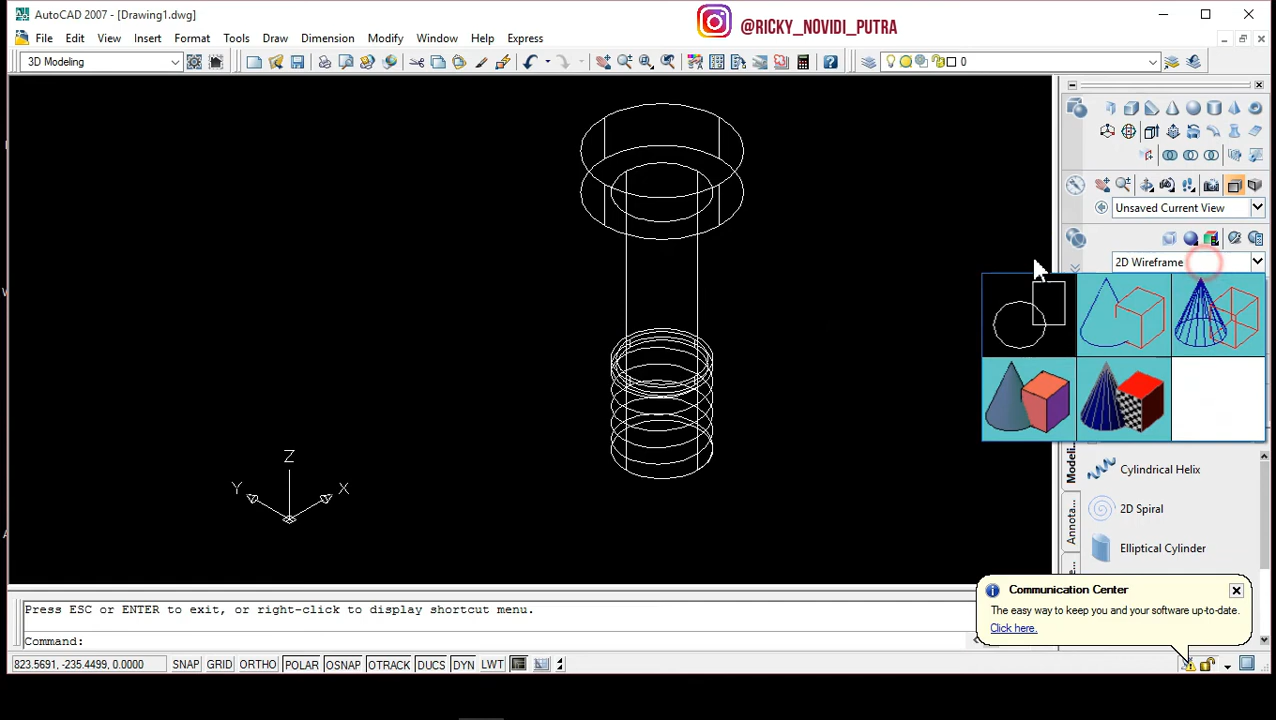 AutoCAD 2007 - [Drawing1.dwg]
@RICKY_NOVIDI_PUTRA
File Edit View Insert Format Tools Draw Dimension Modify Window Help Express
3D Modeling
0
Unsaved Current View
2D Wireframe
Z
Y
X
Modeli...
Cylindrical Helix
Annota...
2D Spiral
Elliptical Cylinder
Communication Center
The easy way to keep you and your software up-to-date.
Click here.
Press ESC or ENTER to exit, or right-click to display shortcut menu.
Command:
823.5691, -235.4499, 0.0000 SNAP GRID ORTHO POLAR OSNAP OTRACK DUCS DYN LWT